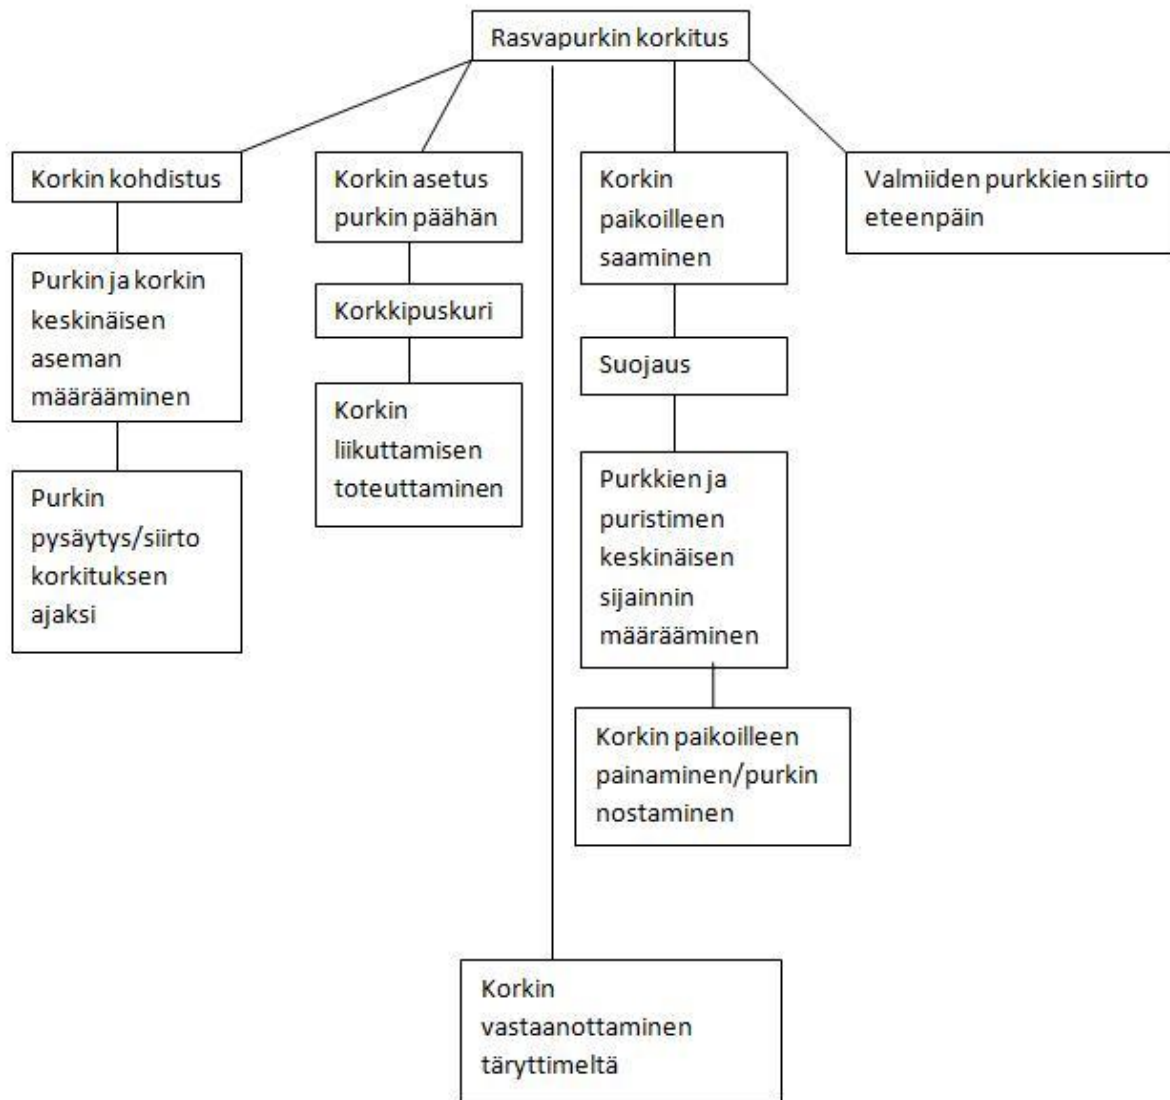 Rasvapurkin korkitus
Korkin kohdistus
Purkin ja korkin
keskinäisen
aseman
määrääminen
Purkin
pysäytys/siirto
korkituksen
ajaksi
Korkin asetus
purkin päähän
Korkkipuskuri
Korkin
liikuttamisen
toteuttaminen
Korkin
paikoilleen
saaminen
Suojaus
Purkkien ja
puristimen
keskinäisen
sijainnin
määrääminen
Korkin paikoilleen
painaminen/purkin
nostaminen
Valmiiden purkkien siirto
eteenpäin
Korkin
vastaanottaminen
täryttimeltä